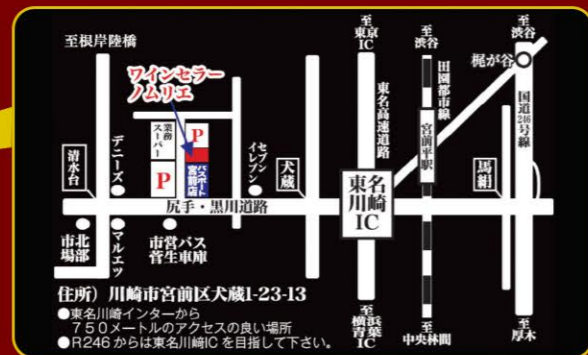 至根岸陸橋
至東京IC
至渋谷
至渋谷
梶が谷
ワインセラー
ノムリエ
東名高速道路
田園都市線
国道246号線
デニーズ
業務スーパー
P
P
パスポート宮前店
セブンイレブン
清水台
犬蔵
宮前平駅
馬絹
東名
川崎
IC
尻手・黒川道路
北部市場
マルエツ
市営バス
菅生車庫
住所）川崎市宮前区犬蔵1-23-13
●東名川崎インターから
７５０メートルのアクセスの良い場所
●R246からは東名川崎ICを目指して下さい。
至横浜青葉IC
至中央林間
至厚木